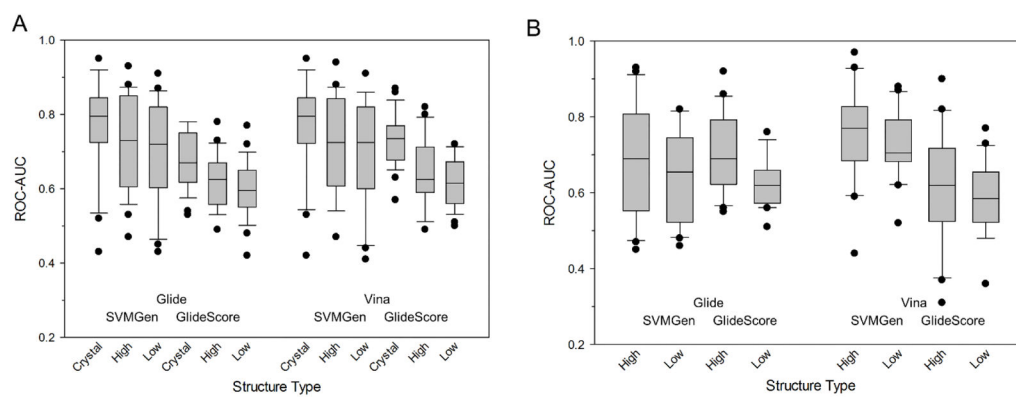 A
1.0
0.8
0.6
0.4
0.2
ROC-AUC
Glide
Vina
SVMGen GlideScore
SVMGen GlideScore
Crystal High Low Crystal High Low
Crystal High Low Crystal High Low
Structure Type
B
1.0
0.8
0.6
0.4
0.2
ROC-AUC
Glide
Vina
SVMGen GlideScore
SVMGen GlideScore
High Low High Low
High Low High Low
Structure Type